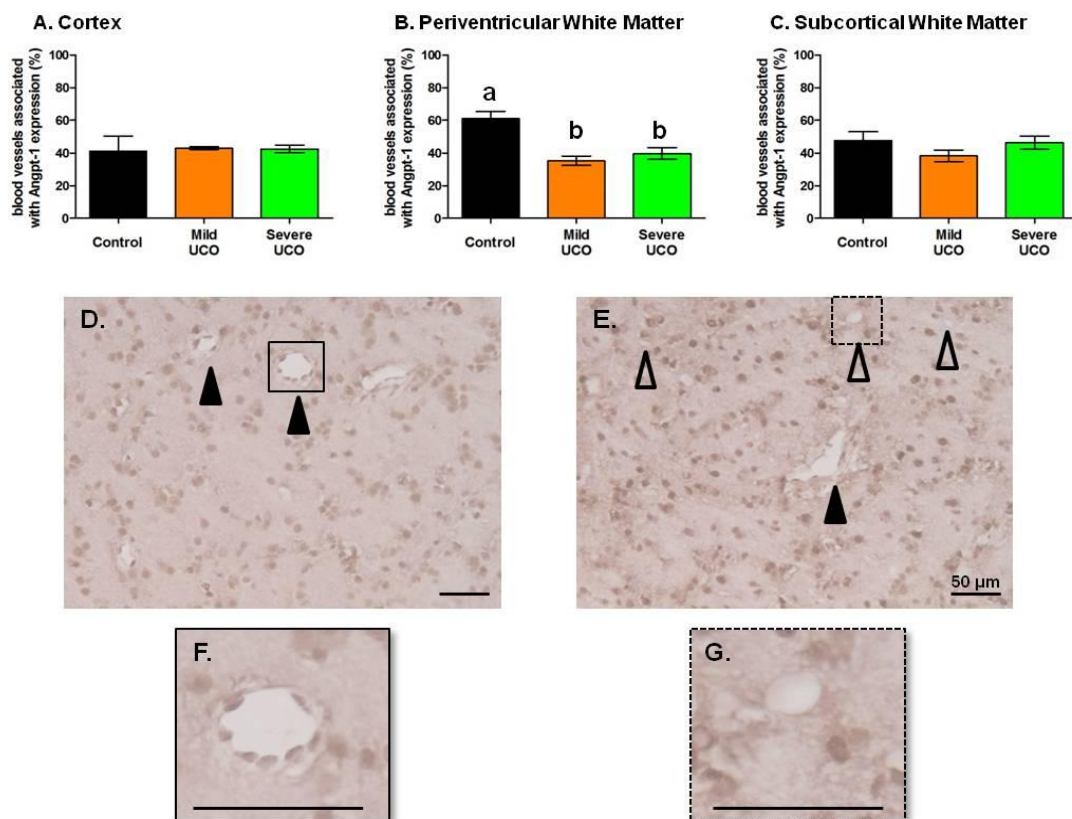 A. Cortex
blood vessels associated
with Angpt-1 expression (%)
100
80
60
40
20
0
Control
Mild
UCO
Severe
UCO
B. Periventricular White Matter
blood vessels associated
with Angpt-1 expression (%)
100
80
60
40
20
0
a
b
b
Control
Mild
UCO
Severe
UCO
C. Subcortical White Matter
blood vessels associated
with Angpt-1 expression (%)
100
80
60
40
20
0
Control
Mild
UCO
Severe
UCO
D.
E.
50 µm
F.
G.